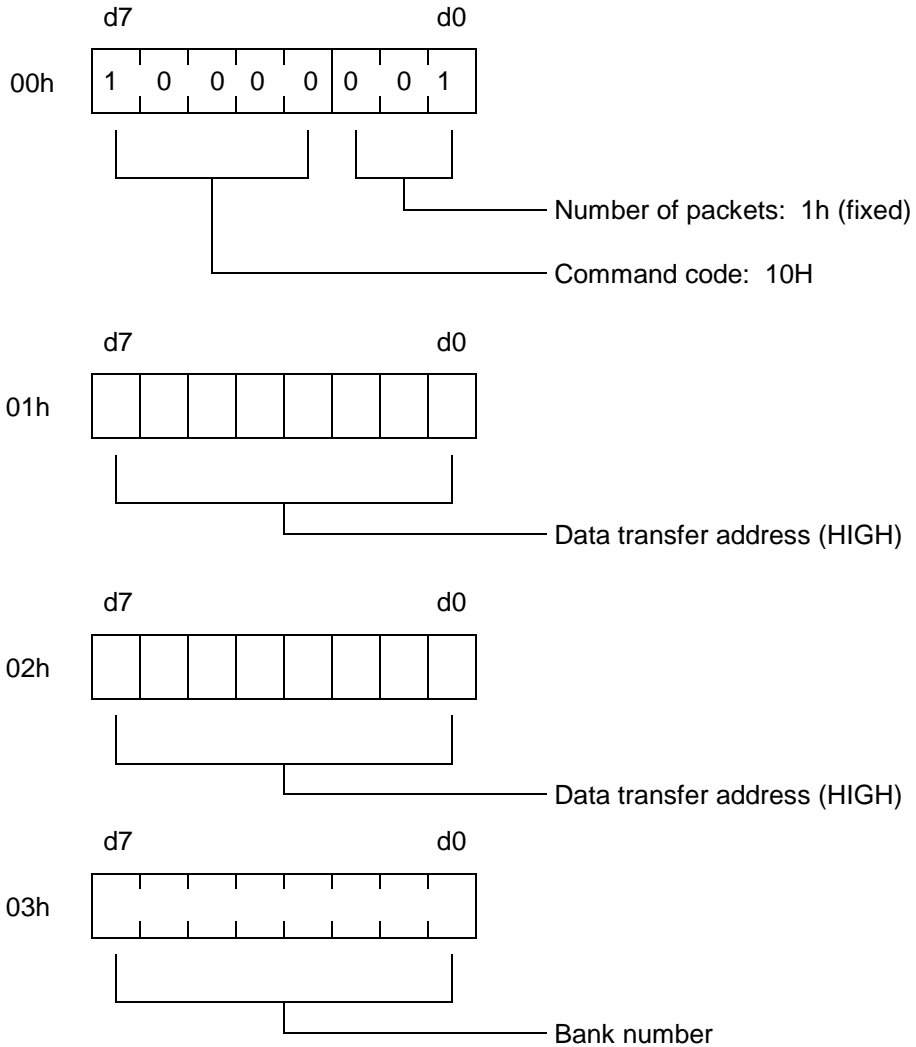 d7 d0
00h 1 0 0 0 0 0 0 1
Number of packets: 1h (fixed)
Command code: 10H
d7 d0
01h
Data transfer address (HIGH)
d7 d0
02h
Data transfer address (HIGH)
d7 d0
03h
Bank number